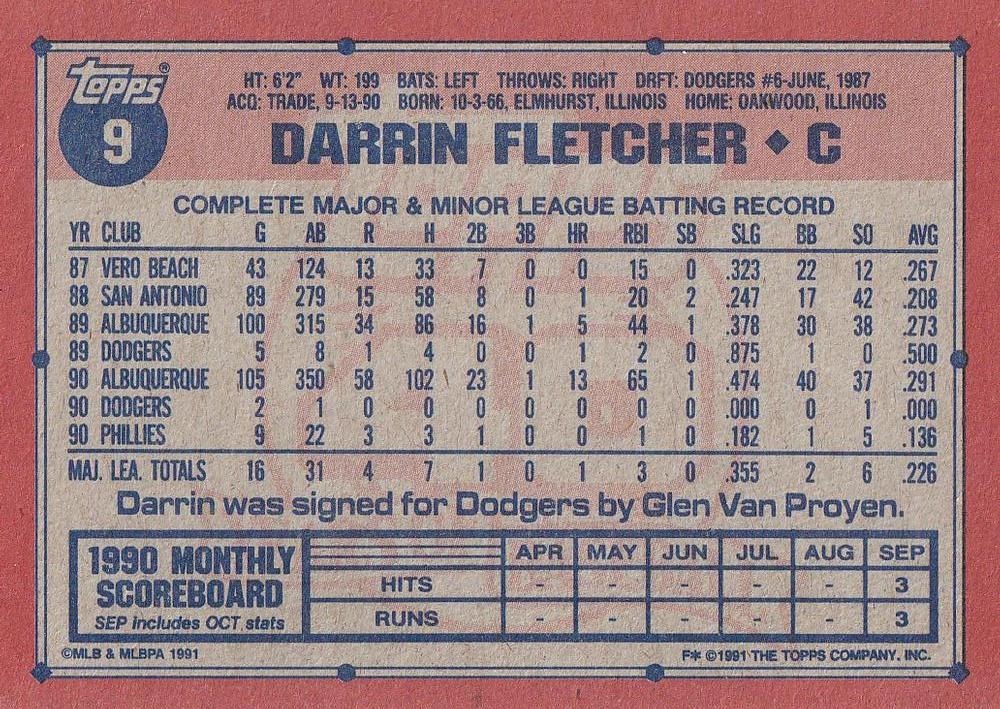 topps®
9
HT: 6'2" WT: 199 BATS: LEFT THROWS: RIGHT DRFT: DODGERS #6-JUNE, 1987
ACQ: TRADE, 9-13-90 BORN: 10-3-66, ELMHURST, ILLINOIS HOME: OAKWOOD, ILLINOIS
DARRIN FLETCHER ◆ C
COMPLETE MAJOR & MINOR LEAGUE BATTING RECORD
YR CLUB G AB R H 2B 3B HR RBI SB SLG BB SO AVG
87 VERO BEACH 43 124 13 33 7 0 0 15 0 .323 22 12 .267
88 SAN ANTONIO 89 279 15 58 8 0 1 20 2 .247 17 42 .208
89 ALBUQUERQUE 100 315 34 86 16 1 5 44 1 .378 30 38 .273
89 DODGERS 5 8 1 4 0 0 1 2 0 .875 1 0 .500
90 ALBUQUERQUE 105 350 58 102 23 1 13 65 1 .474 40 37 .291
90 DODGERS 2 1 0 0 0 0 0 0 0 .000 0 1 .000
90 PHILLIES 9 22 3 3 1 0 0 1 0 .182 1 5 .136
MAJ. LEA. TOTALS 16 31 4 7 1 0 1 3 0 .355 2 6 .226
Darrin was signed for Dodgers by Glen Van Proyen.
1990 MONTHLY
SCOREBOARD
SEP includes OCT stats
APR MAY JUN JUL AUG SEP
HITS - - - - - 3
RUNS - - - - - 3
©MLB & MLBPA 1991
F* ©1991 THE TOPPS COMPANY, INC.